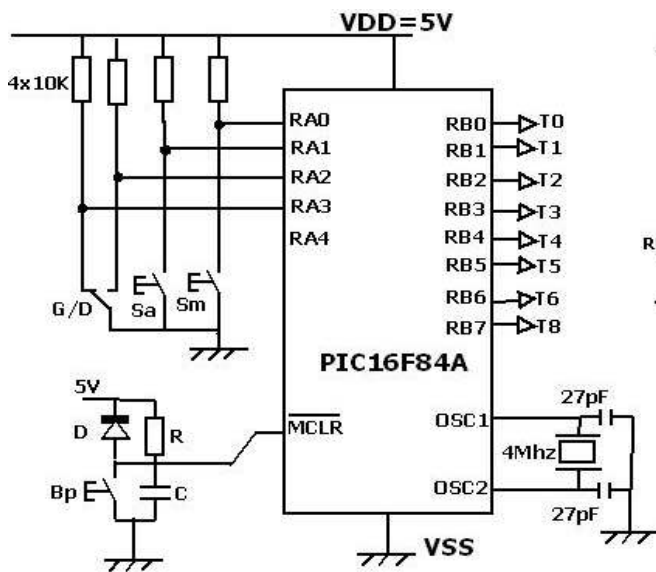 VDD=5V
4x10K
RA0
RA1
RA2
RA3
RA4
RB0 T0
RB1 T1
RB2 T2
RB3 T3
RB4 T4
RB5 T5
RB6 T6
RB7 T8
R
G/D
Sa
Sm
PIC16F84A
5V
D
R
MCLR
Bp
C
OSC1
27pF
4Mhz
OSC2
27pF
VSS